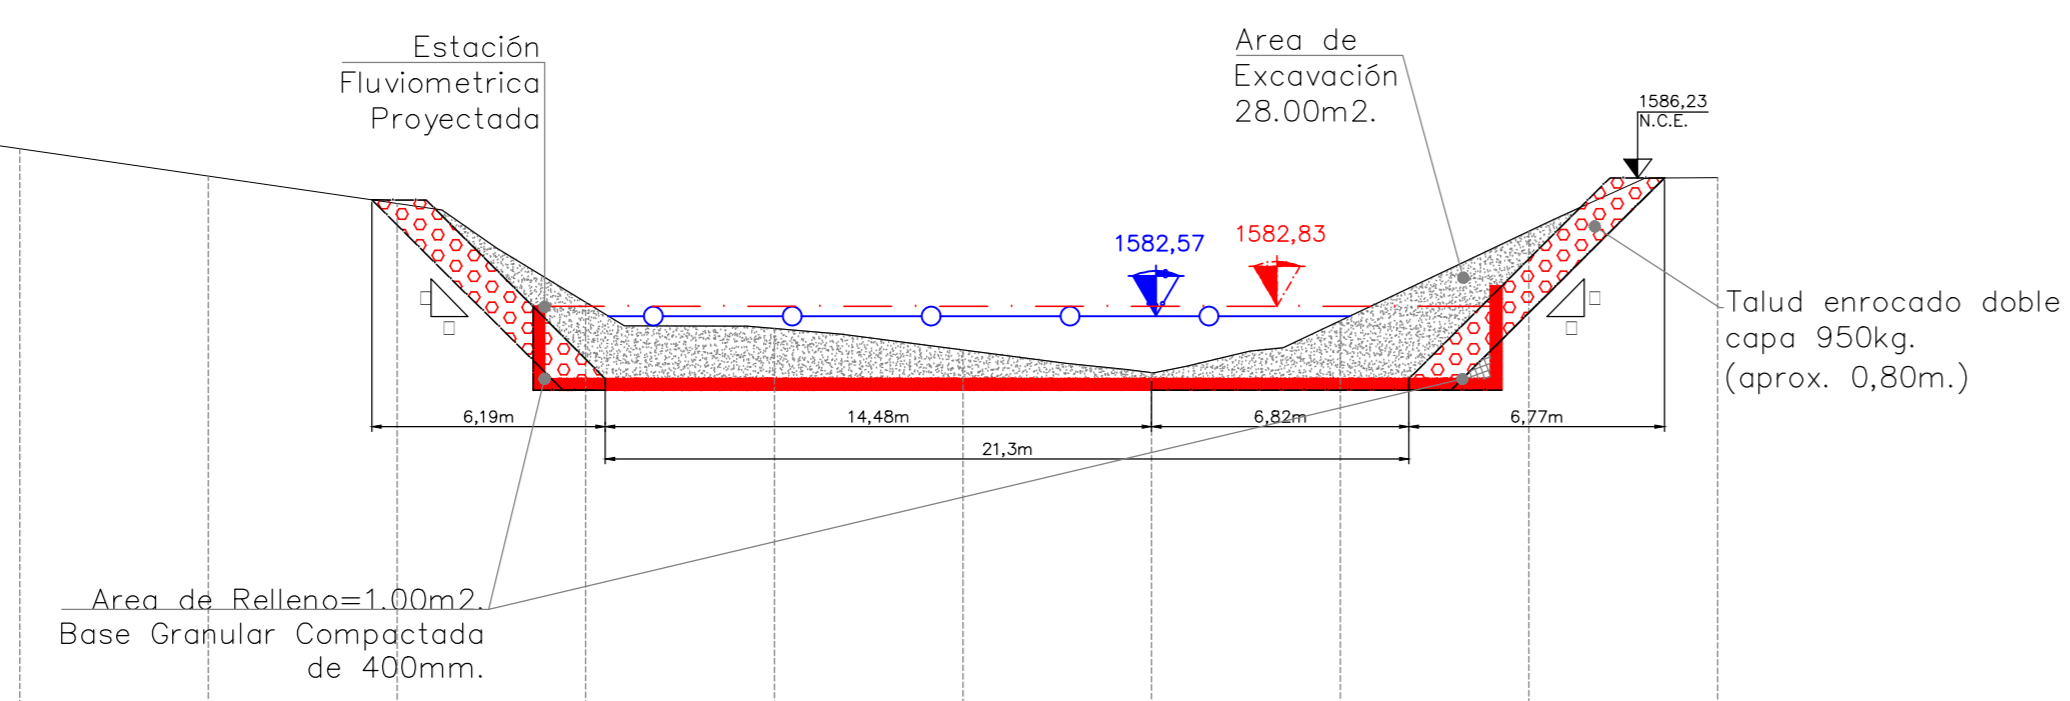 Estación
Fluviometrica
Proyectada
Area de
Excavación
28.00m2.
1586,23
N.C.E.
1582,57
1582,83
Talud enrocado doble
capa 950kg.
(aprox. 0,80m.)
6,19m
14,48m
6,82m
6,77m
21,3m
Area de Relleno=1.00m2.
Base Granular Compactada
de 400mm.